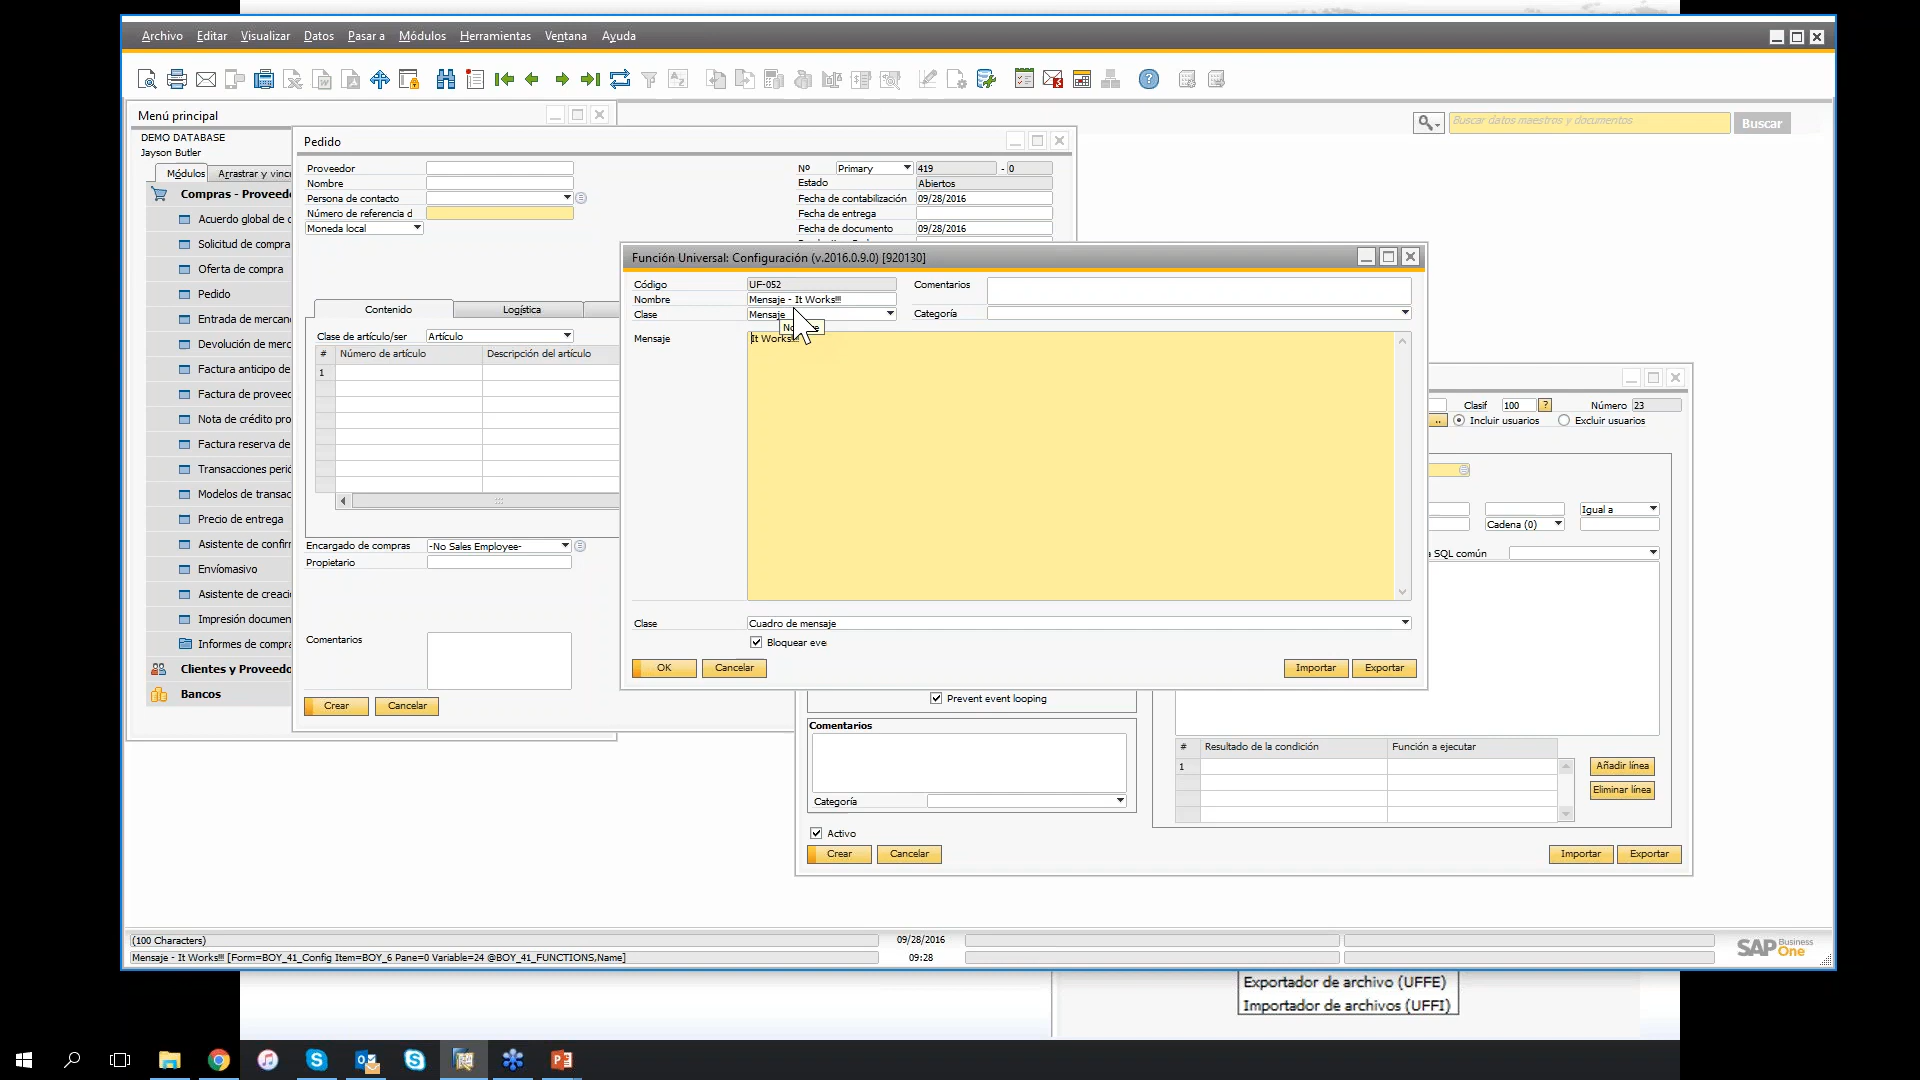 Archivo Editar Visualizar Datos Pasar a Módulos Herramientas Ventana Ayuda
Menú principal
DEMO DATABASE
Jayson Butler
Módulos Arrastrar y vinc
Compras - Proveedo
Acuerdo global de c
Solicitud de compra
Oferta de compra
Pedido
Entrada de mercan
Devolución de merc
Factura anticipo de
Factura de proveed
Nota de crédito pro
Factura reserva de
Transacciones perió
Modelos de transac
Precio de entrega
Asistente de confirm
Envíomasivo
Asistente de creació
Impresión documen
Informes de compra
Clientes y Proveedo
Bancos
Buscar datos maestros y documentos
Buscar
Pedido
Proveedor
Nombre
Persona de contacto
Número de referencia d
Moneda local
Nº Primary 419 - 0
Estado Abiertos
Fecha de contabilización 09/28/2016
Fecha de entrega
Fecha de documento 09/28/2016
Contenido Logística
Clase de artículo/ser Artículo
# Número de artículo Descripción del artículo
1
Encargado de compras -No Sales Employee-
Propietario
Comentarios
Crear Cancelar
Función Universal: Configuración (v.2016.0.9.0) [920130]
Código UF-052
Nombre Mensaje - It Works!!!
Clase Mensaje
Comentarios
Categoría
Mensaje It Works!!!
Clase Cuadro de mensaje
Bloquear eve
OK Cancelar Importar Exportar
Clasif 100 ? Número 23
Incluir usuarios Excluir usuarios
Igual a
Cadena (0)
a SQL común
Prevent event looping
Comentarios
Categoría
Activo
Crear Cancelar
# Resultado de la condición Función a ejecutar
1
Añadir línea
Eliminar línea
Importar Exportar
(100 Characters) 09/28/2016
Mensaje - It Works!!! [Form=BOY_41_Config Item=BOY_6 Pane=0 Variable=24 @BOY_41_FUNCTIONS,Name] 09:28
SAP Business One
Exportador de archivo (UFFE)
Importador de archivos (UFFI)